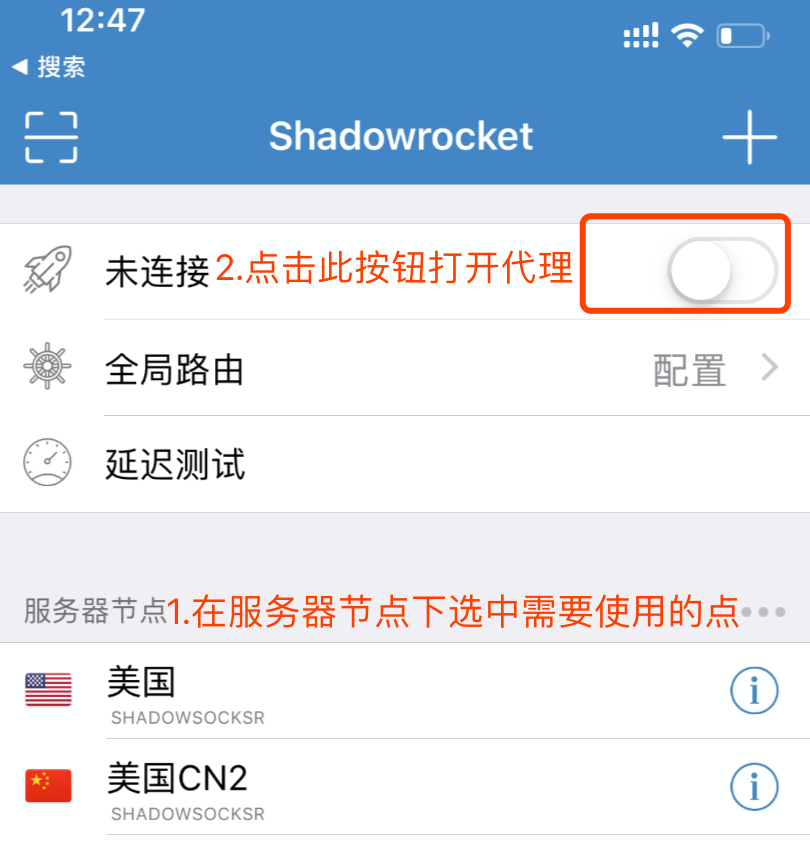 12:47
◀ 搜索
Shadowrocket
未连接 2.点击此按钮打开代理
全局路由 配置
延迟测试
服务器节点 1.在服务器节点下选中需要使用的点
美国
SHADOWSOCKSR
美国CN2
SHADOWSOCKSR